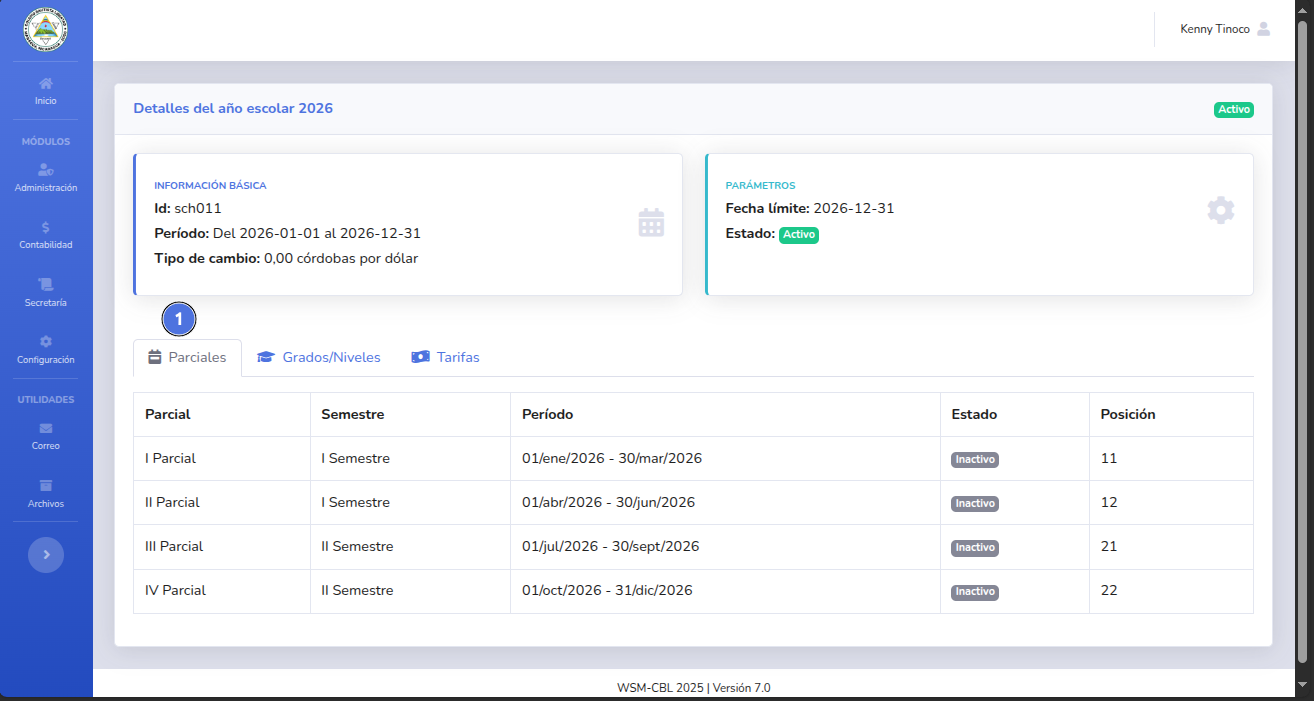 Kenny Tinoco
Inicio
MÓDULOS
Administración
Contabilidad
Secretaría
Configuración
UTILIDADES
Correo
Archivos
Detalles del año escolar 2026
Activo
INFORMACIÓN BÁSICA
Id: sch011
Período: Del 2026-01-01 al 2026-12-31
Tipo de cambio: 0,00 córdobas por dólar
PARÁMETROS
Fecha límite: 2026-12-31
Estado: Activo
1
Parciales Grados/Niveles Tarifas
Parcial Semestre Período Estado Posición
I Parcial I Semestre 01/ene/2026 - 30/mar/2026 Inactivo 11
II Parcial I Semestre 01/abr/2026 - 30/jun/2026 Inactivo 12
III Parcial II Semestre 01/jul/2026 - 30/sept/2026 Inactivo 21
IV Parcial II Semestre 01/oct/2026 - 31/dic/2026 Inactivo 22
WSM-CBL 2025 | Versión 7.0